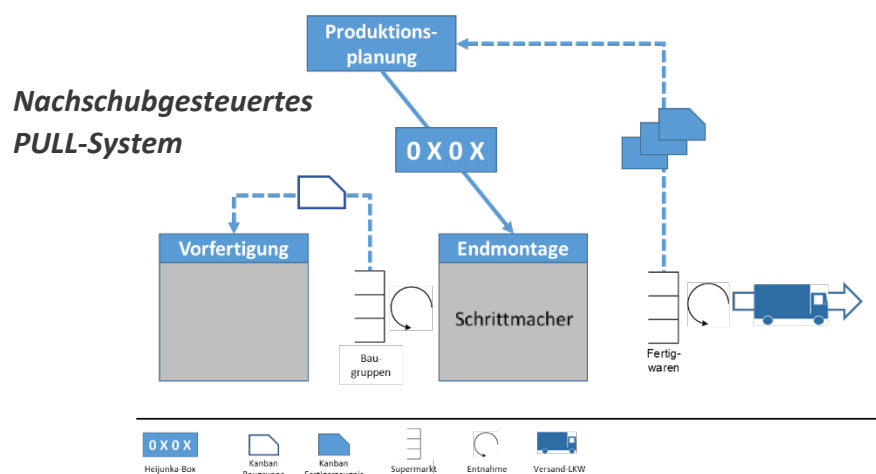 Produktions-
planung
Nachschubgesteuertes
PULL-System
0 X 0 X
Vorfertigung
Endmontage
Schrittmacher
Bau-
gruppen
Fertig-
waren
0 X 0 X
Heijunka-Box
Kanban
Kanban
Supermarkt
Entnahme
Versand-LKW